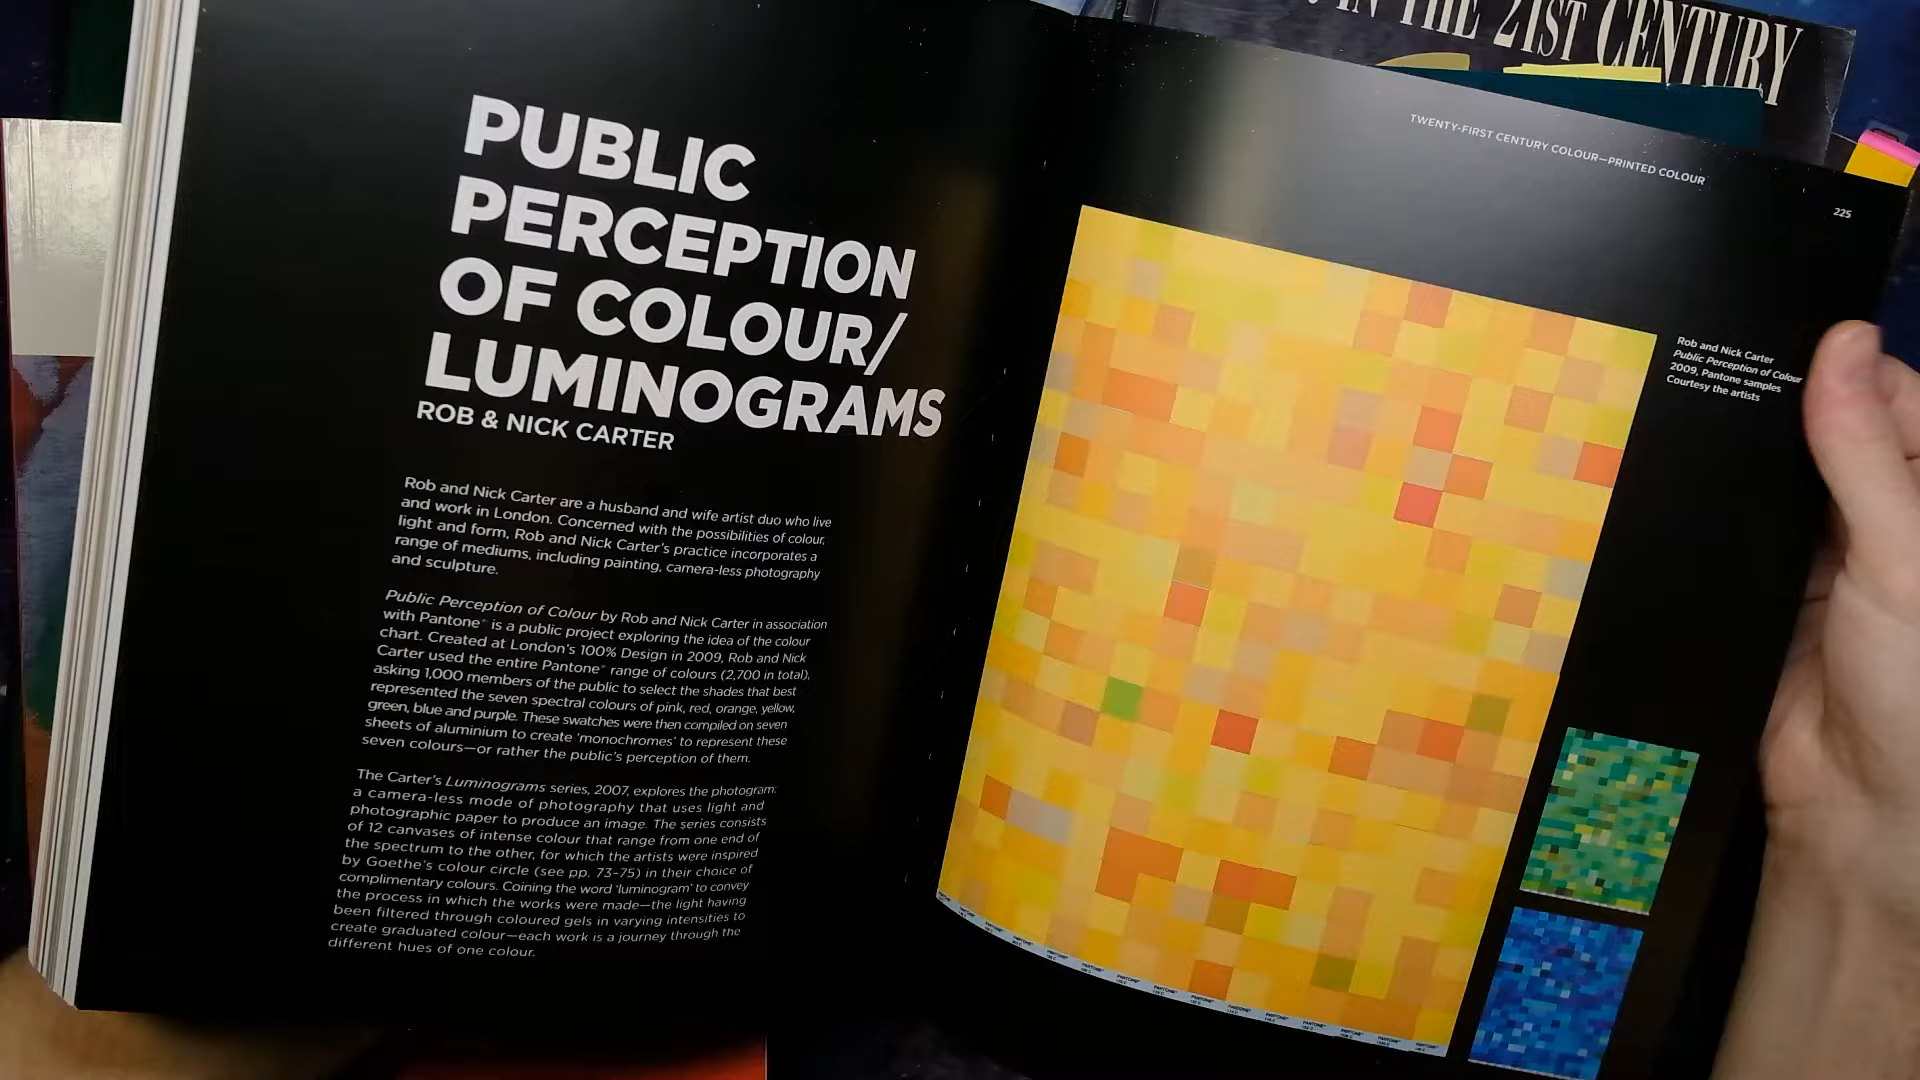 IN THE 21ST CENTURY
PUBLIC
PERCEPTION
OF COLOUR/
LUMINOGRAMS
ROB & NICK CARTER
Rob and Nick Carter are a husband and wife artist duo who live
and work in London. Concerned with the possibilities of colour,
light and form, Rob and Nick Carter's practice incorporates a
range of mediums, including painting, camera-less photography
and sculpture.
Public Perception of Colour by Rob and Nick Carter in association
with Pantone® is a public project exploring the idea of the colour
chart. Created at London's 100% Design in 2009, Rob and Nick
Carter used the entire Pantone® range of colours (2,700 in total),
asking 1,000 members of the public to select the shades that best
represented the seven spectral colours of pink, red, orange, yellow,
green, blue and purple. These swatches were then compiled on seven
sheets of aluminium to create 'monochromes' to represent these
seven colours—or rather the public's perception of them.
The Carter's Luminograms series, 2007, explores the photogram:
a camera-less mode of photography that uses light and
photographic paper to produce an image. The series consists
of 12 canvases of intense colour that range from one end of
the spectrum to the other, for which the artists were inspired
by Goethe's colour circle (see pp. 73-75) in their choice of
complimentary colours. Coining the word 'luminogram' to convey
the process in which the works were made—the light having
been filtered through coloured gels in varying intensities to
create graduated colour—each work is a journey through the
different hues of one colour.
TWENTY-FIRST CENTURY COLOUR—PRINTED COLOUR
225
Rob and Nick Carter
Public Perception of Colour
2009, Pantone samples
Courtesy the artists
PANTONE® PANTONE® PANTONE® PANTONE® PANTONE® PANTONE® PANTONE® PANTONE® PANTONE® PANTONE®